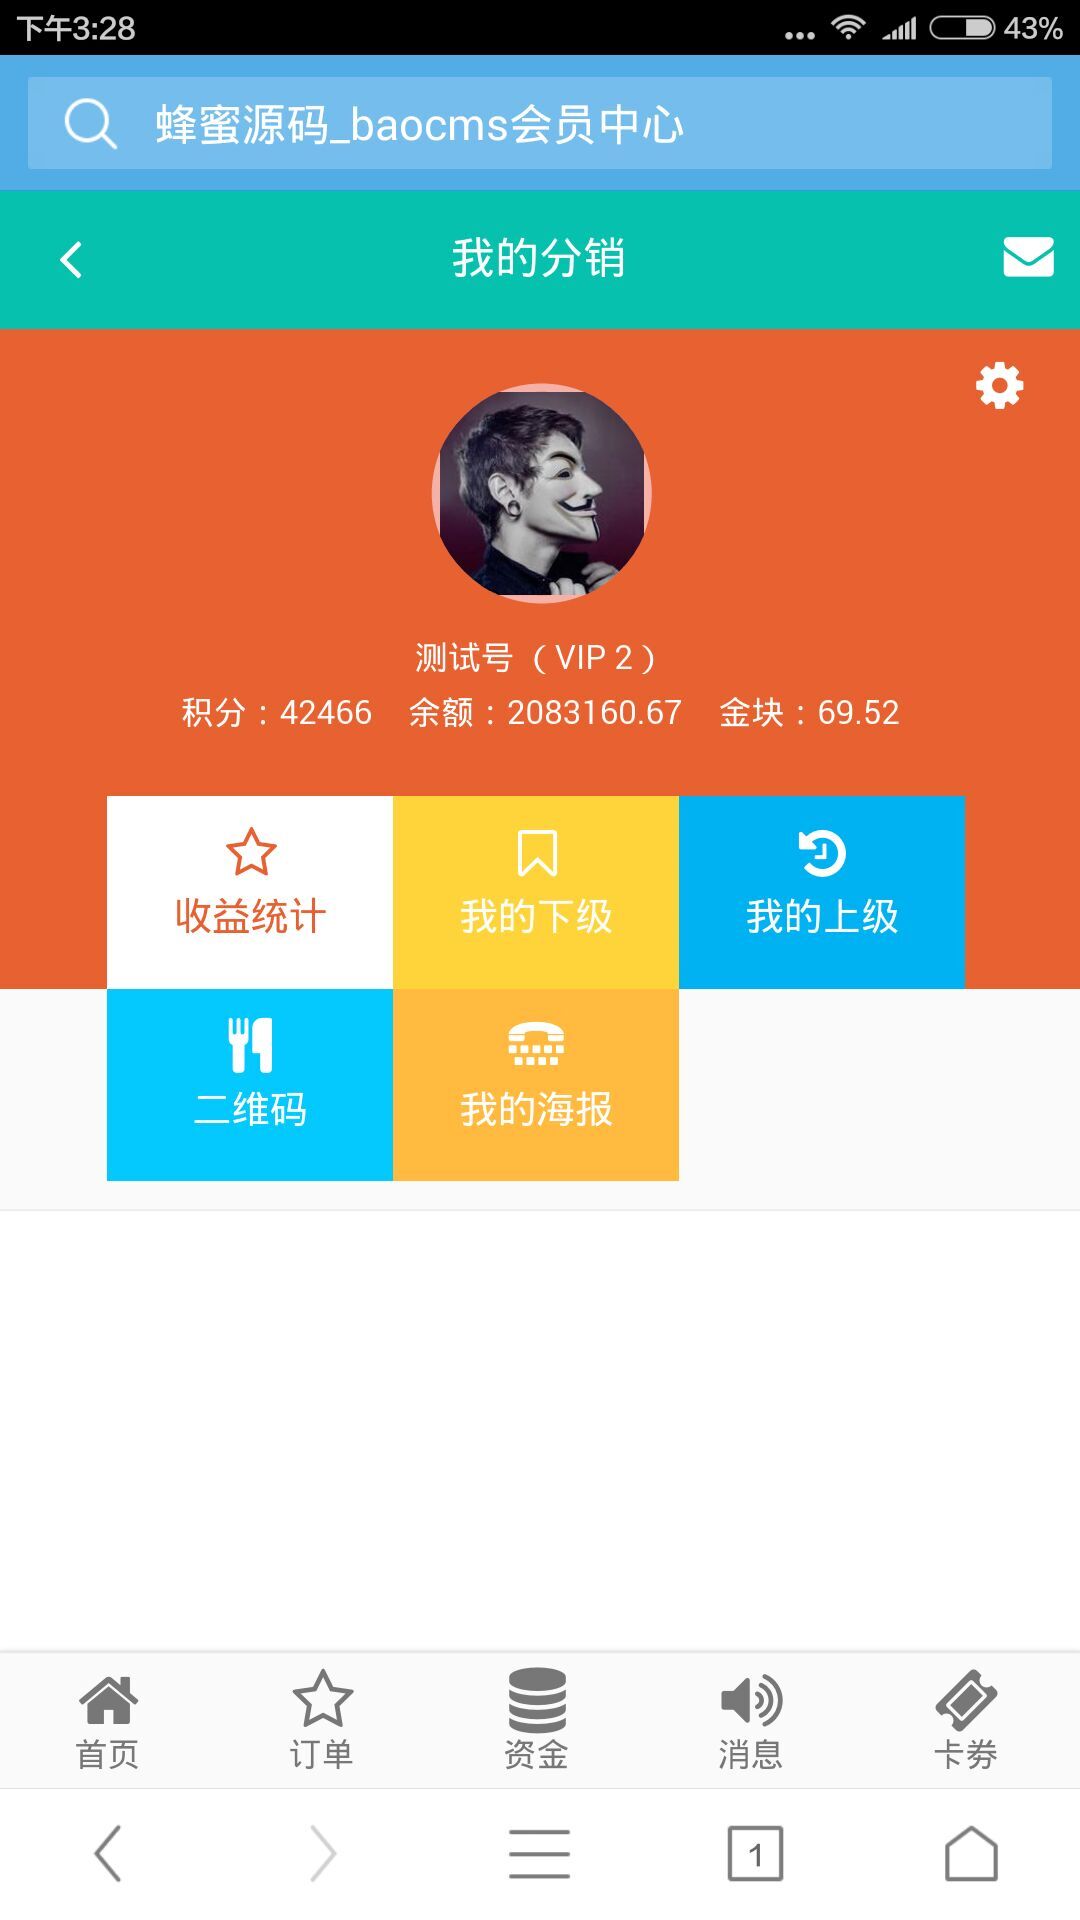 下午3:28
43%
蜂蜜源码_baocms会员中心
我的分销
测试号 （VIP 2）
积分：42466 余额：2083160.67 金块：69.52
收益统计 我的下级 我的上级
二维码 我的海报
首页 订单 资金 消息 卡券
1